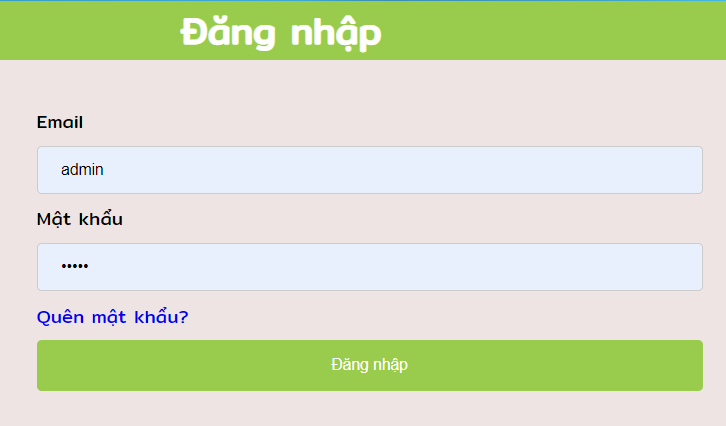 Đăng nhập
Email
admin
Mật khẩu
•••••
Quên mật khẩu?
Đăng nhập